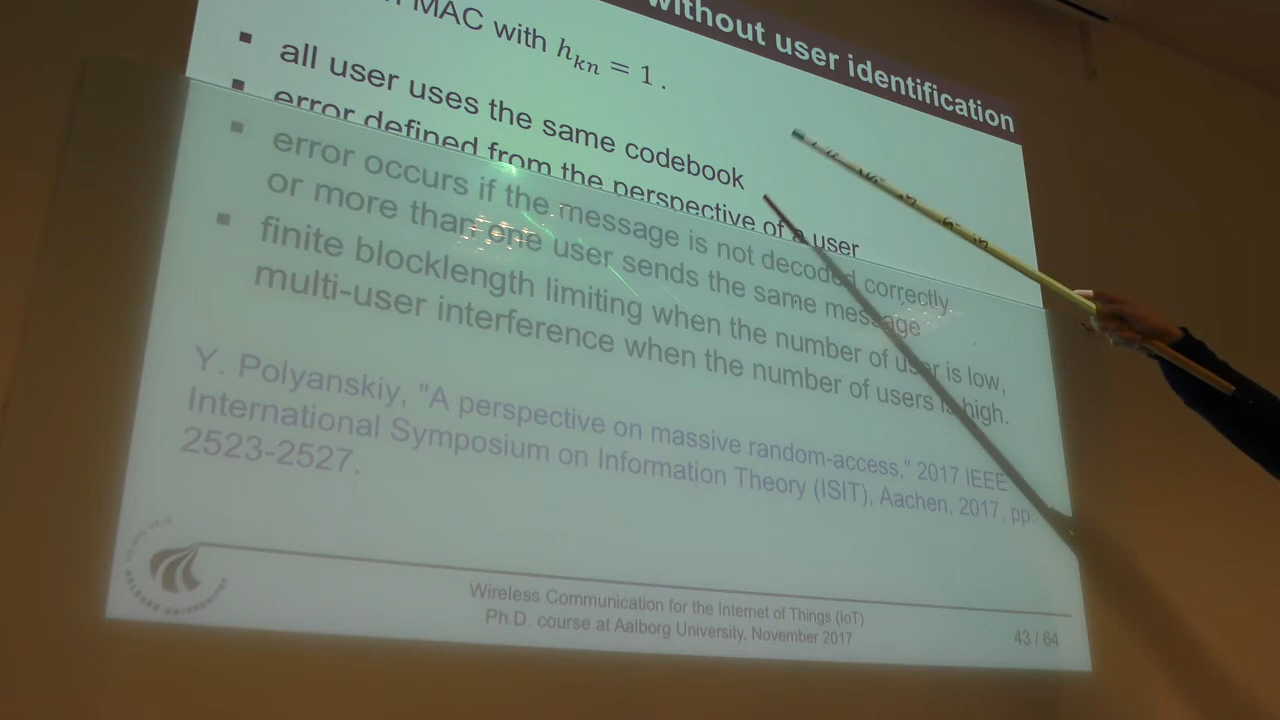 without user identification
MAC with hkn = 1 .
▪ all user uses the same codebook
▪ error defined from the perspective of a user
▪ error occurs if the message is not decoded correctly
or more than one user sends the same message
▪ finite blocklength limiting when the number of user is low,
multi-user interference when the number of users is high.
Y. Polyanskiy, "A perspective on massive random-access," 2017 IEEE
International Symposium on Information Theory (ISIT), Aachen, 2017, pp.
2523-2527.
Wireless Communication for the Internet of Things (IoT)
Ph.D. course at Aalborg University, November 2017
43 / 64